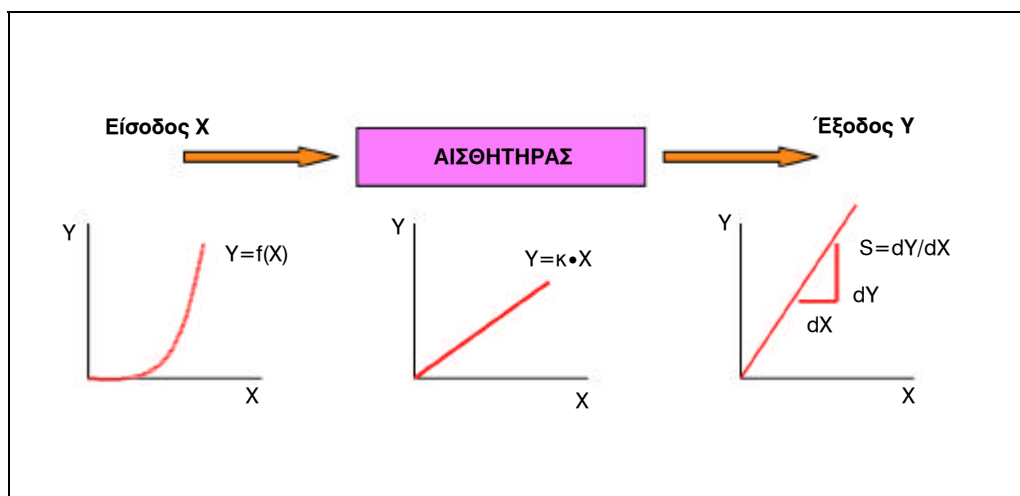 Είσοδος X
Έξοδος Y
ΑΙΣΘΗΤΗΡΑΣ
Y
Y=f(X)
X
Y
Y=κ•X
X
Y
S=dY/dX
dY
dX
X